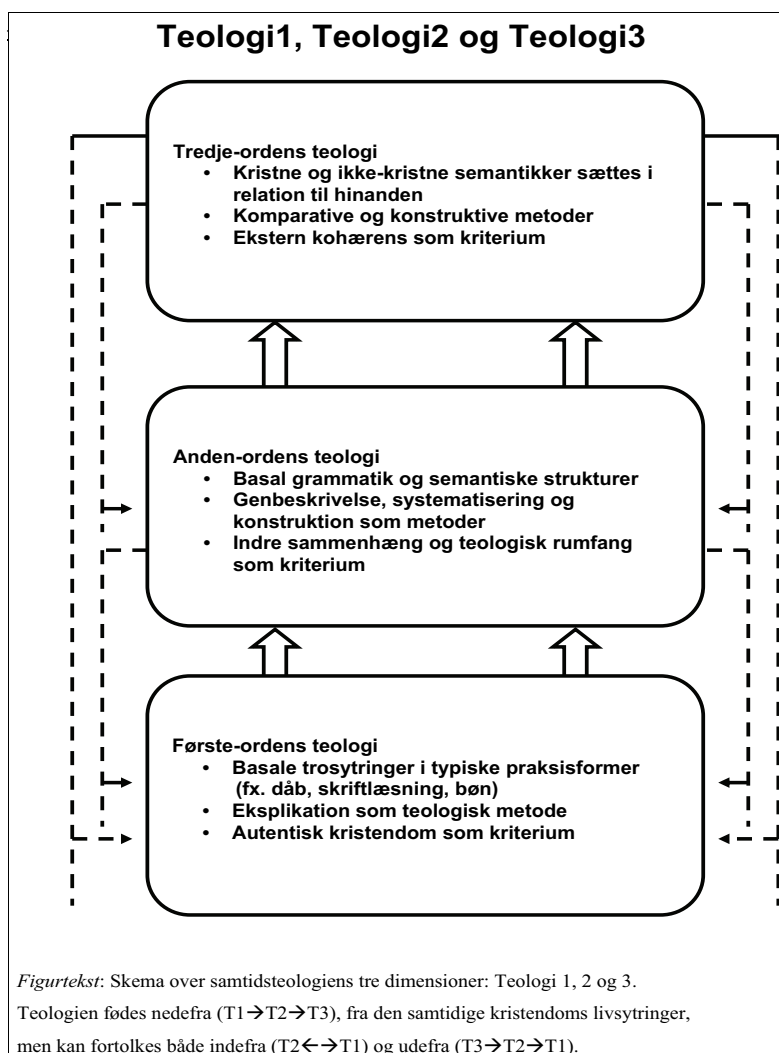 Teologi1, Teologi2 og Teologi3
Tredje-ordens teologi
• Kristne og ikke-kristne semantikker sættes i
relation til hinanden
• Komparative og konstruktive metoder
• Ekstern kohærens som kriterium
Anden-ordens teologi
• Basal grammatik og semantiske strukturer
• Genbeskrivelse, systematisering og
konstruktion som metoder
• Indre sammenhæng og teologisk rumfang
som kriterium
Første-ordens teologi
• Basale trosytringer i typiske praksisformer
(fx. dåb, skriftlæsning, bøn)
• Eksplikation som teologisk metode
• Autentisk kristendom som kriterium
Figurtekst: Skema over samtidsteologiens tre dimensioner: Teologi 1, 2 og 3.
Teologien fødes nedefra (T1→T2→T3), fra den samtidige kristendoms livsytringer,
men kan fortolkes både indefra (T2←→T1) og udefra (T3→T2→T1).